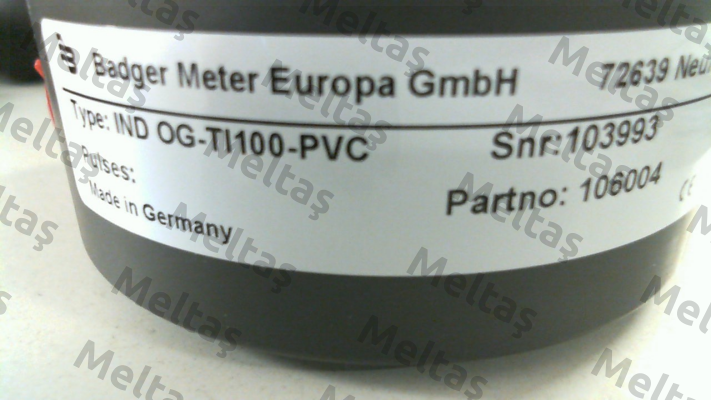 Badger Meter Europa GmbH 72639
Type: IND OG-TI100-PVC Snr:103993
Pulses: Partno: 106004
Made in Germany CE
Meltaş